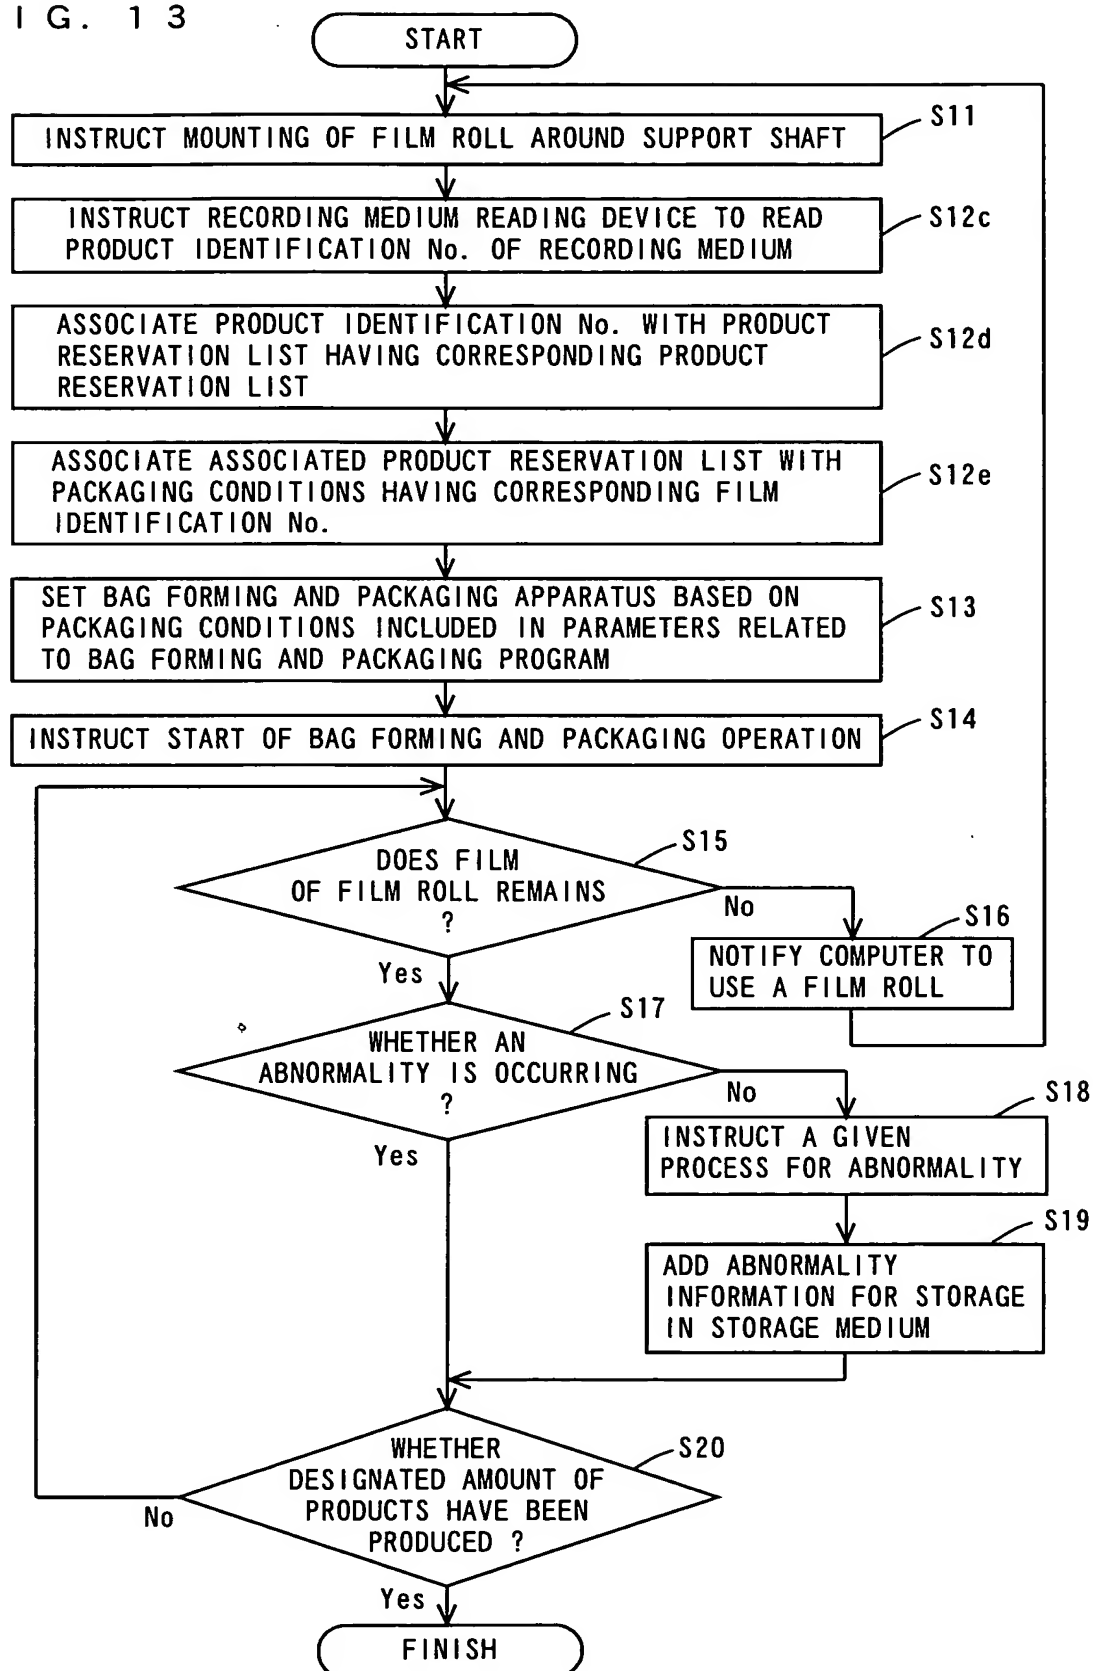 IG. 13
START
INSTRUCT MOUNTING OF FILM ROLL AROUND SUPPORT SHAFT
S11
INSTRUCT RECORDING MEDIUM READING DEVICE TO READ
PRODUCT IDENTIFICATION No. OF RECORDING MEDIUM
S12c
ASSOCIATE PRODUCT IDENTIFICATION No. WITH PRODUCT
RESERVATION LIST HAVING CORRESPONDING PRODUCT
RESERVATION LIST
S12d
ASSOCIATE ASSOCIATED PRODUCT RESERVATION LIST WITH
PACKAGING CONDITIONS HAVING CORRESPONDING FILM
IDENTIFICATION No.
S12e
SET BAG FORMING AND PACKAGING APPARATUS BASED ON
PACKAGING CONDITIONS INCLUDED IN PARAMETERS RELATED
TO BAG FORMING AND PACKAGING PROGRAM
S13
INSTRUCT START OF BAG FORMING AND PACKAGING OPERATION
S14
DOES FILM
OF FILM ROLL REMAINS
?
S15
No
Yes
S16
NOTIFY COMPUTER TO
USE A FILM ROLL
S17
WHETHER AN
ABNORMALITY IS OCCURRING
?
No
Yes
S18
INSTRUCT A GIVEN
PROCESS FOR ABNORMALITY
S19
ADD ABNORMALITY
INFORMATION FOR STORAGE
IN STORAGE MEDIUM
S20
WHETHER
DESIGNATED AMOUNT OF
PRODUCTS HAVE BEEN
PRODUCED ?
No
Yes
FINISH